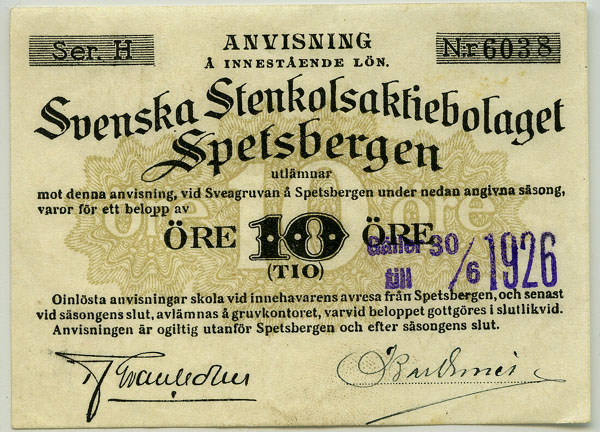 Ser. H
ANVISNING
Nr 6038
Å INNESTÅENDE LÖN.
Svenska Stenkolsaktiebolaget
Spetsbergen
utlämnar
mot denna anvisning, vid Sveagruvan å Spetsbergen under nedan angivna säsong,
varor för ett belopp av
öre 10 öre
ÖRE 10 ÖRE
(TIO)
Gäller 30/6 1926
till
Oinlösta anvisningar skola vid innehavarens avresa från Spetsbergen, och senast
vid säsongens slut, avlämnas å gruvkontoret, varvid beloppet gottgöres i slutlikvid.
Anvisningen är ogiltig utanför Spetsbergen och efter säsongens slut.